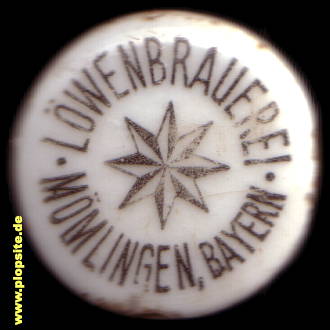 · LÖWENBRAUEREI ·
MÖMLINGEN, BAYERN
www.plopsite.de